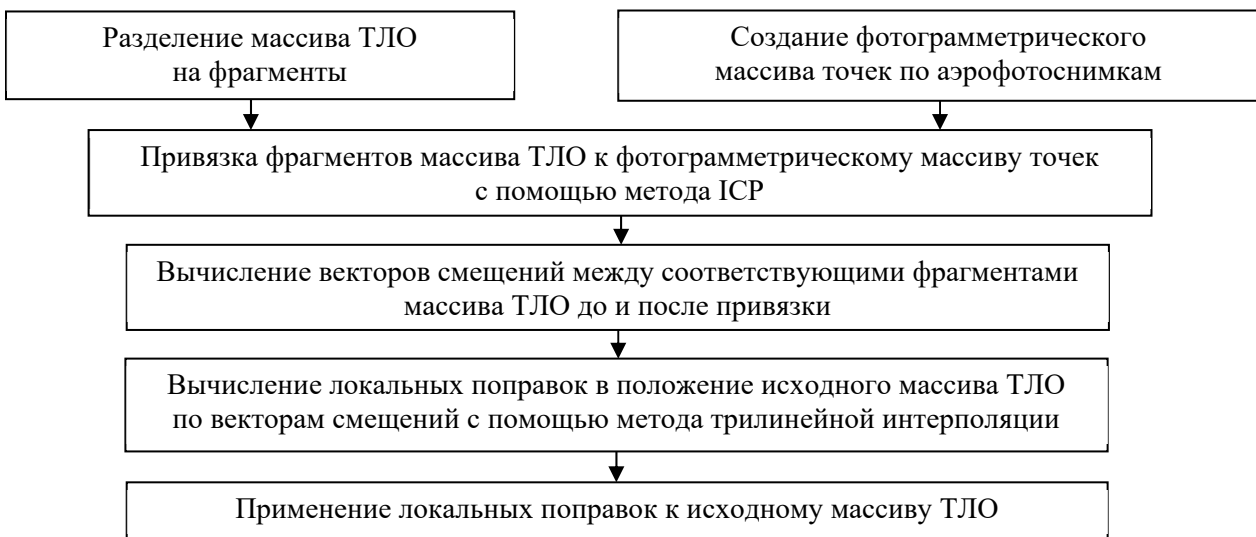 Разделение массива ТЛО
на фрагменты
Создание фотограмметрического
массива точек по аэрофотоснимкам
Привязка фрагментов массива ТЛО к фотограмметрическому массиву точек
с помощью метода ICP
Вычисление векторов смещений между соответствующими фрагментами
массива ТЛО до и после привязки
Вычисление локальных поправок в положение исходного массива ТЛО
по векторам смещений с помощью метода трилинейной интерполяции
Применение локальных поправок к исходному массиву ТЛО